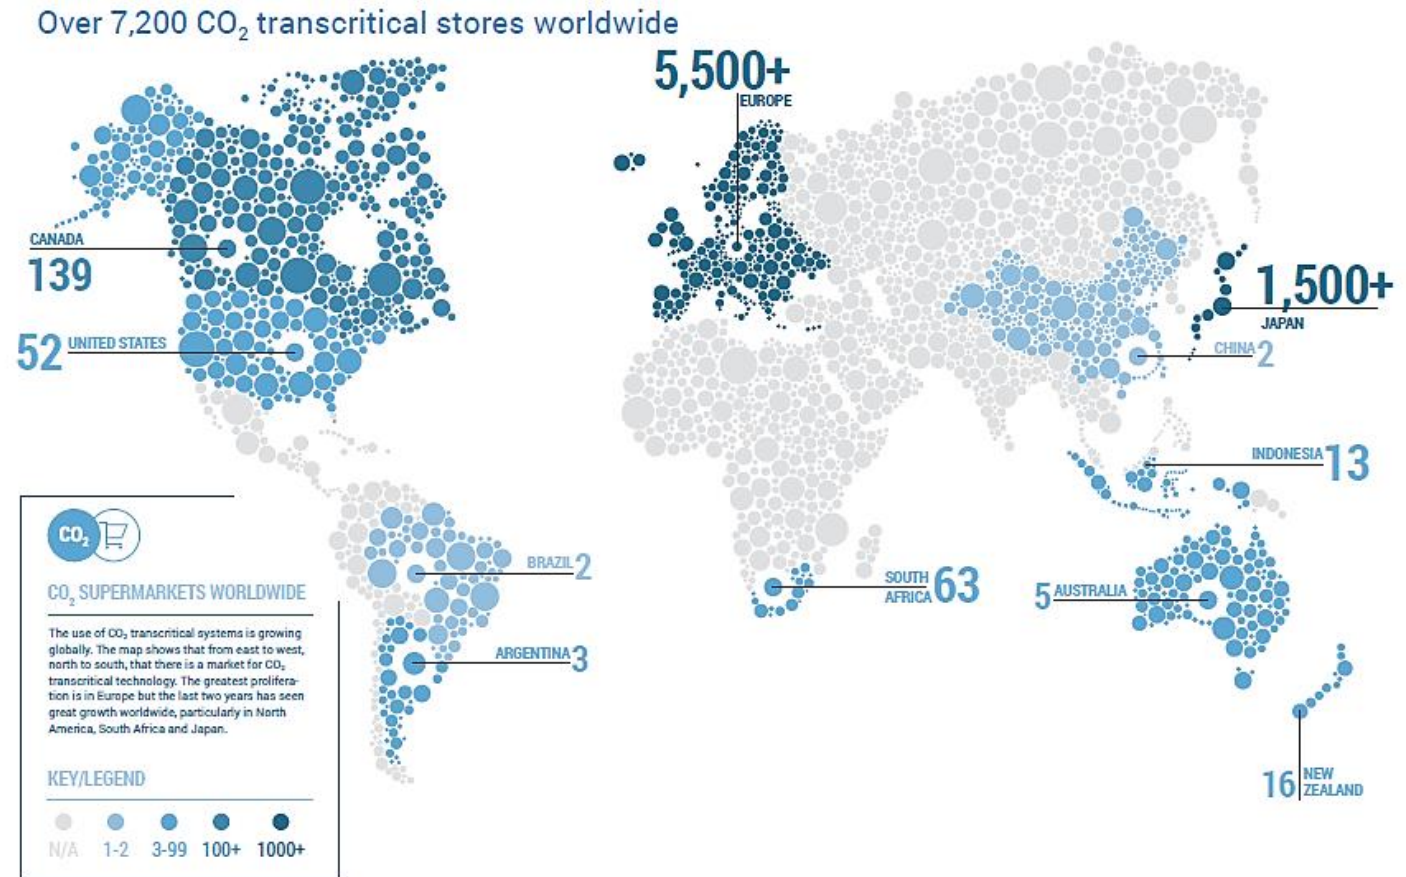 Over 7,200 CO₂ transcritical stores worldwide
5,500+
EUROPE
CANADA
139
52 UNITED STATES
1,500+
JAPAN
CHINA 2
INDONESIA 13
BRAZIL 2
SOUTH
AFRICA 63
5 AUSTRALIA
ARGENTINA 3
16 NEW
ZEALAND
CO₂
CO₂ SUPERMARKETS WORLDWIDE
The use of CO₂ transcritical systems is growing
globally. The map shows that from east to west,
north to south, that there is a market for CO₂
transcritical technology. The greatest prolifera-
tion is in Europe but the last two years has seen
great growth worldwide, particularly in North
America, South Africa and Japan.
KEY/LEGEND
N/A 1-2 3-99 100+ 1000+